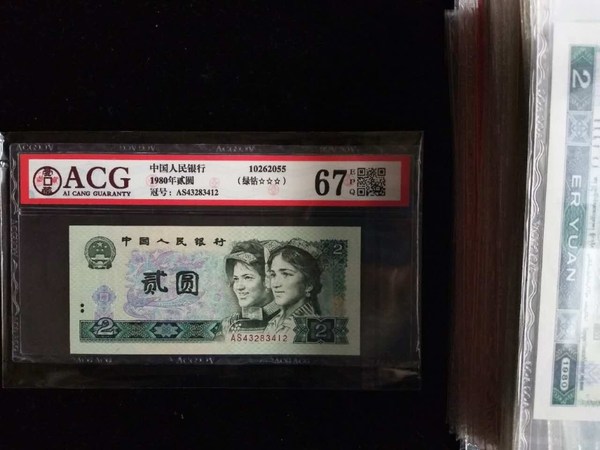 ACG
AI CANG GUARANTY
中国人民银行
1980年贰圆
冠号：AS43283412
10262055
（绿钻☆☆☆）
67
E
P
Q
中国人民银行
贰圆
2
2
2
AS43283412
2
ER YUAN
1980